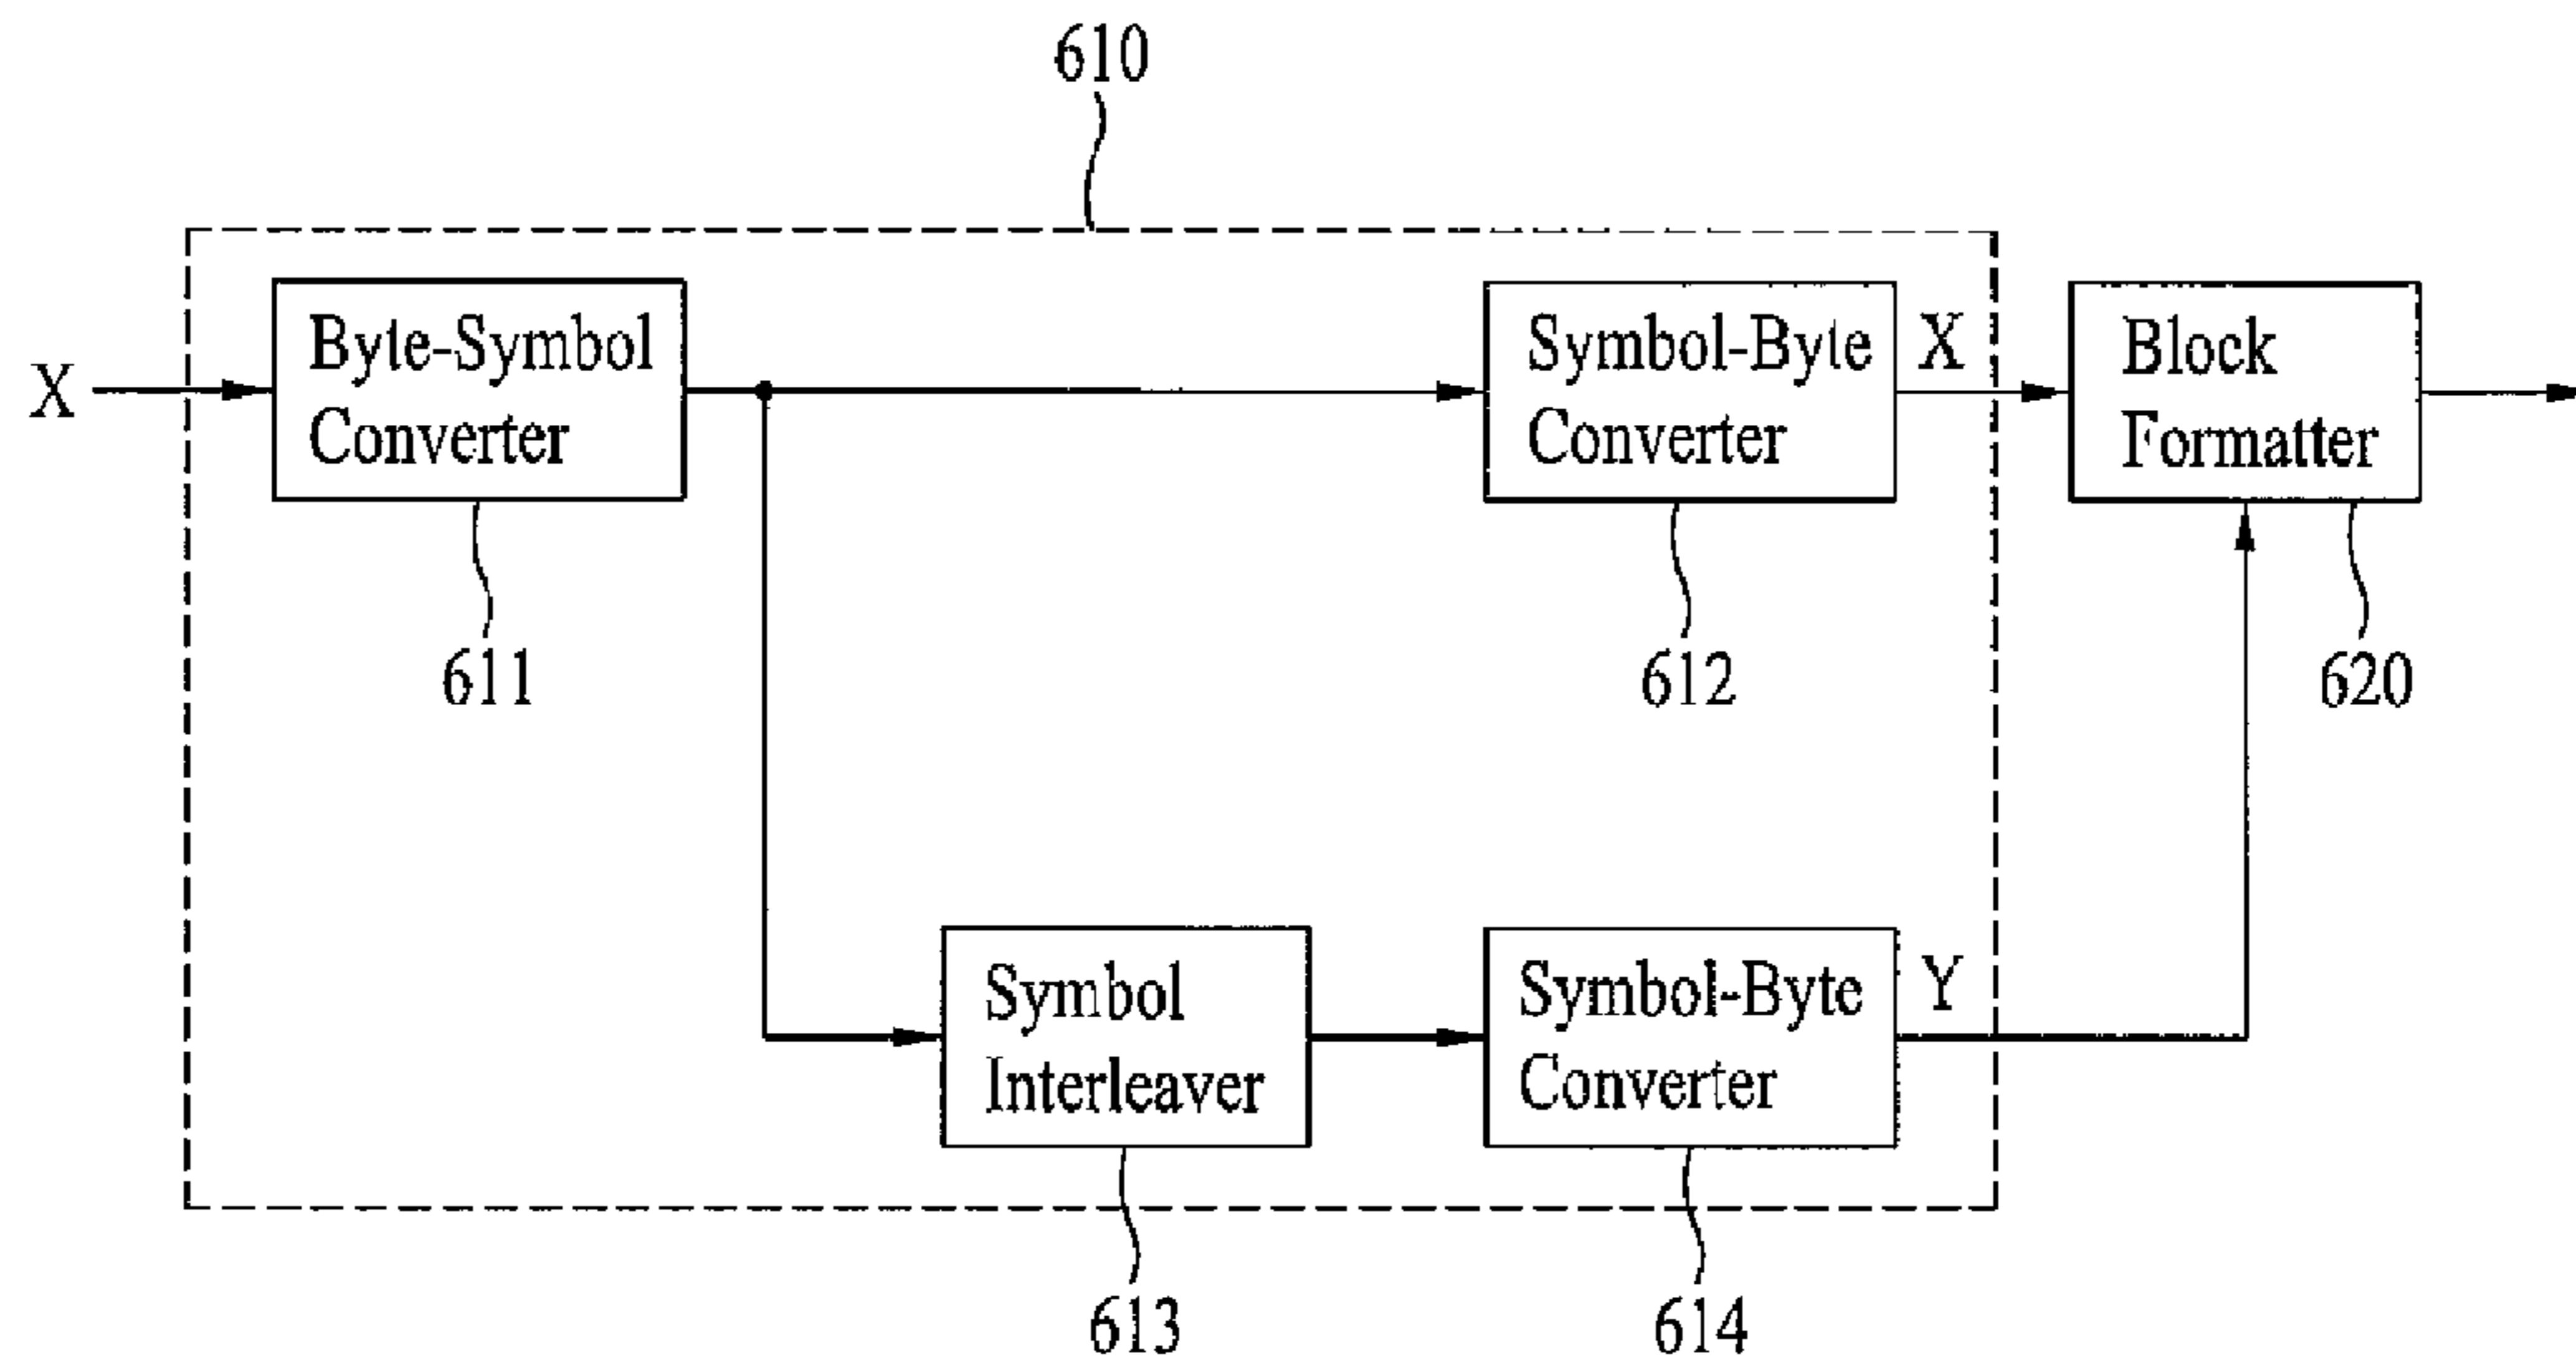 610
X
Byte-Symbol
Converter
611
Symbol-Byte
Converter
612
X
Block
Formatter
620
Symbol
Interleaver
613
Symbol-Byte
Converter
614
Y